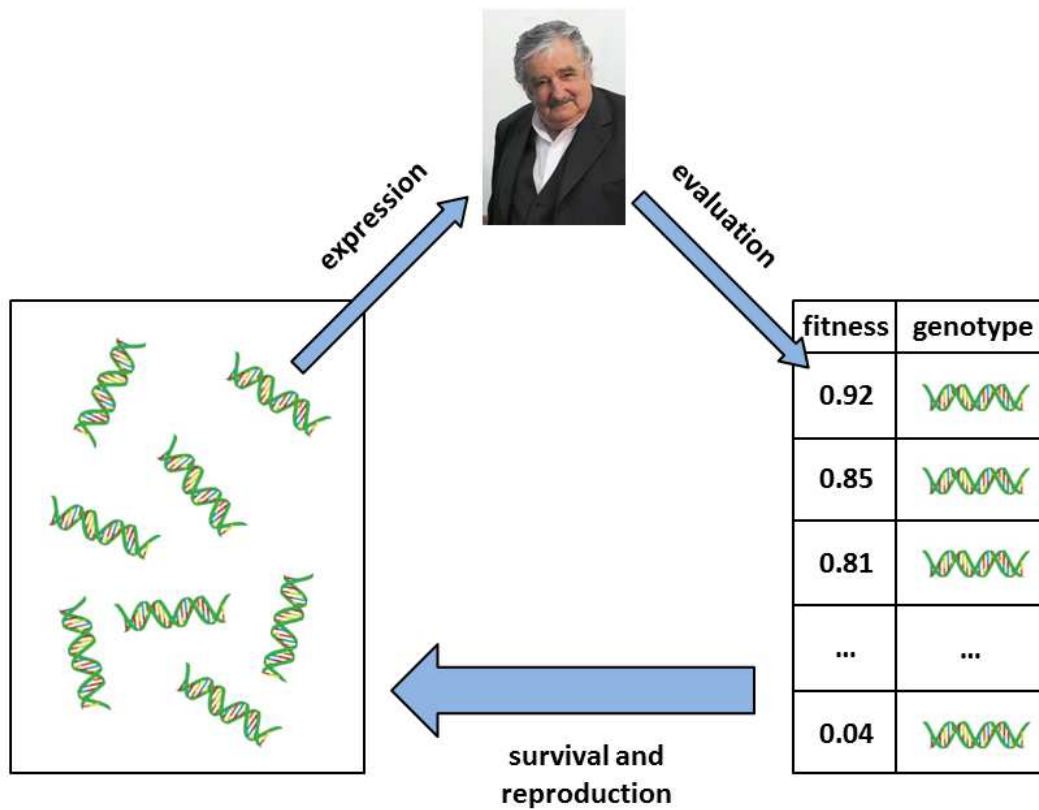 expression
evaluation
fitness genotype
0.92
0.85
0.81
... ...
0.04
survival and
reproduction